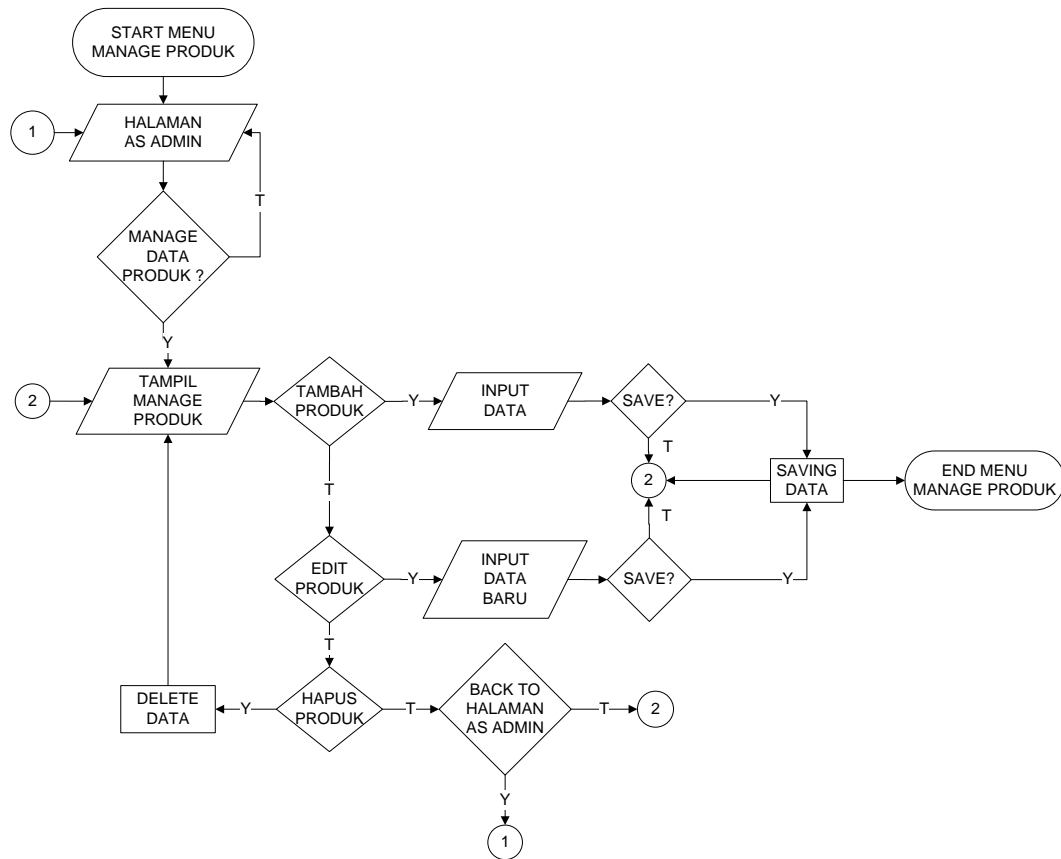 START MENU
MANAGE PRODUK
1
HALAMAN
AS ADMIN
T
MANAGE
DATA
PRODUK ?
Y
2
TAMPIL
MANAGE
PRODUK
TAMBAH
PRODUK
Y
INPUT
DATA
SAVE?
Y
T
2
SAVING
DATA
END MENU
MANAGE PRODUK
T
T
EDIT
PRODUK
Y
INPUT
DATA
BARU
SAVE?
Y
T
DELETE
DATA
Y
HAPUS
PRODUK
T
BACK TO
HALAMAN
AS ADMIN
T
2
Y
1